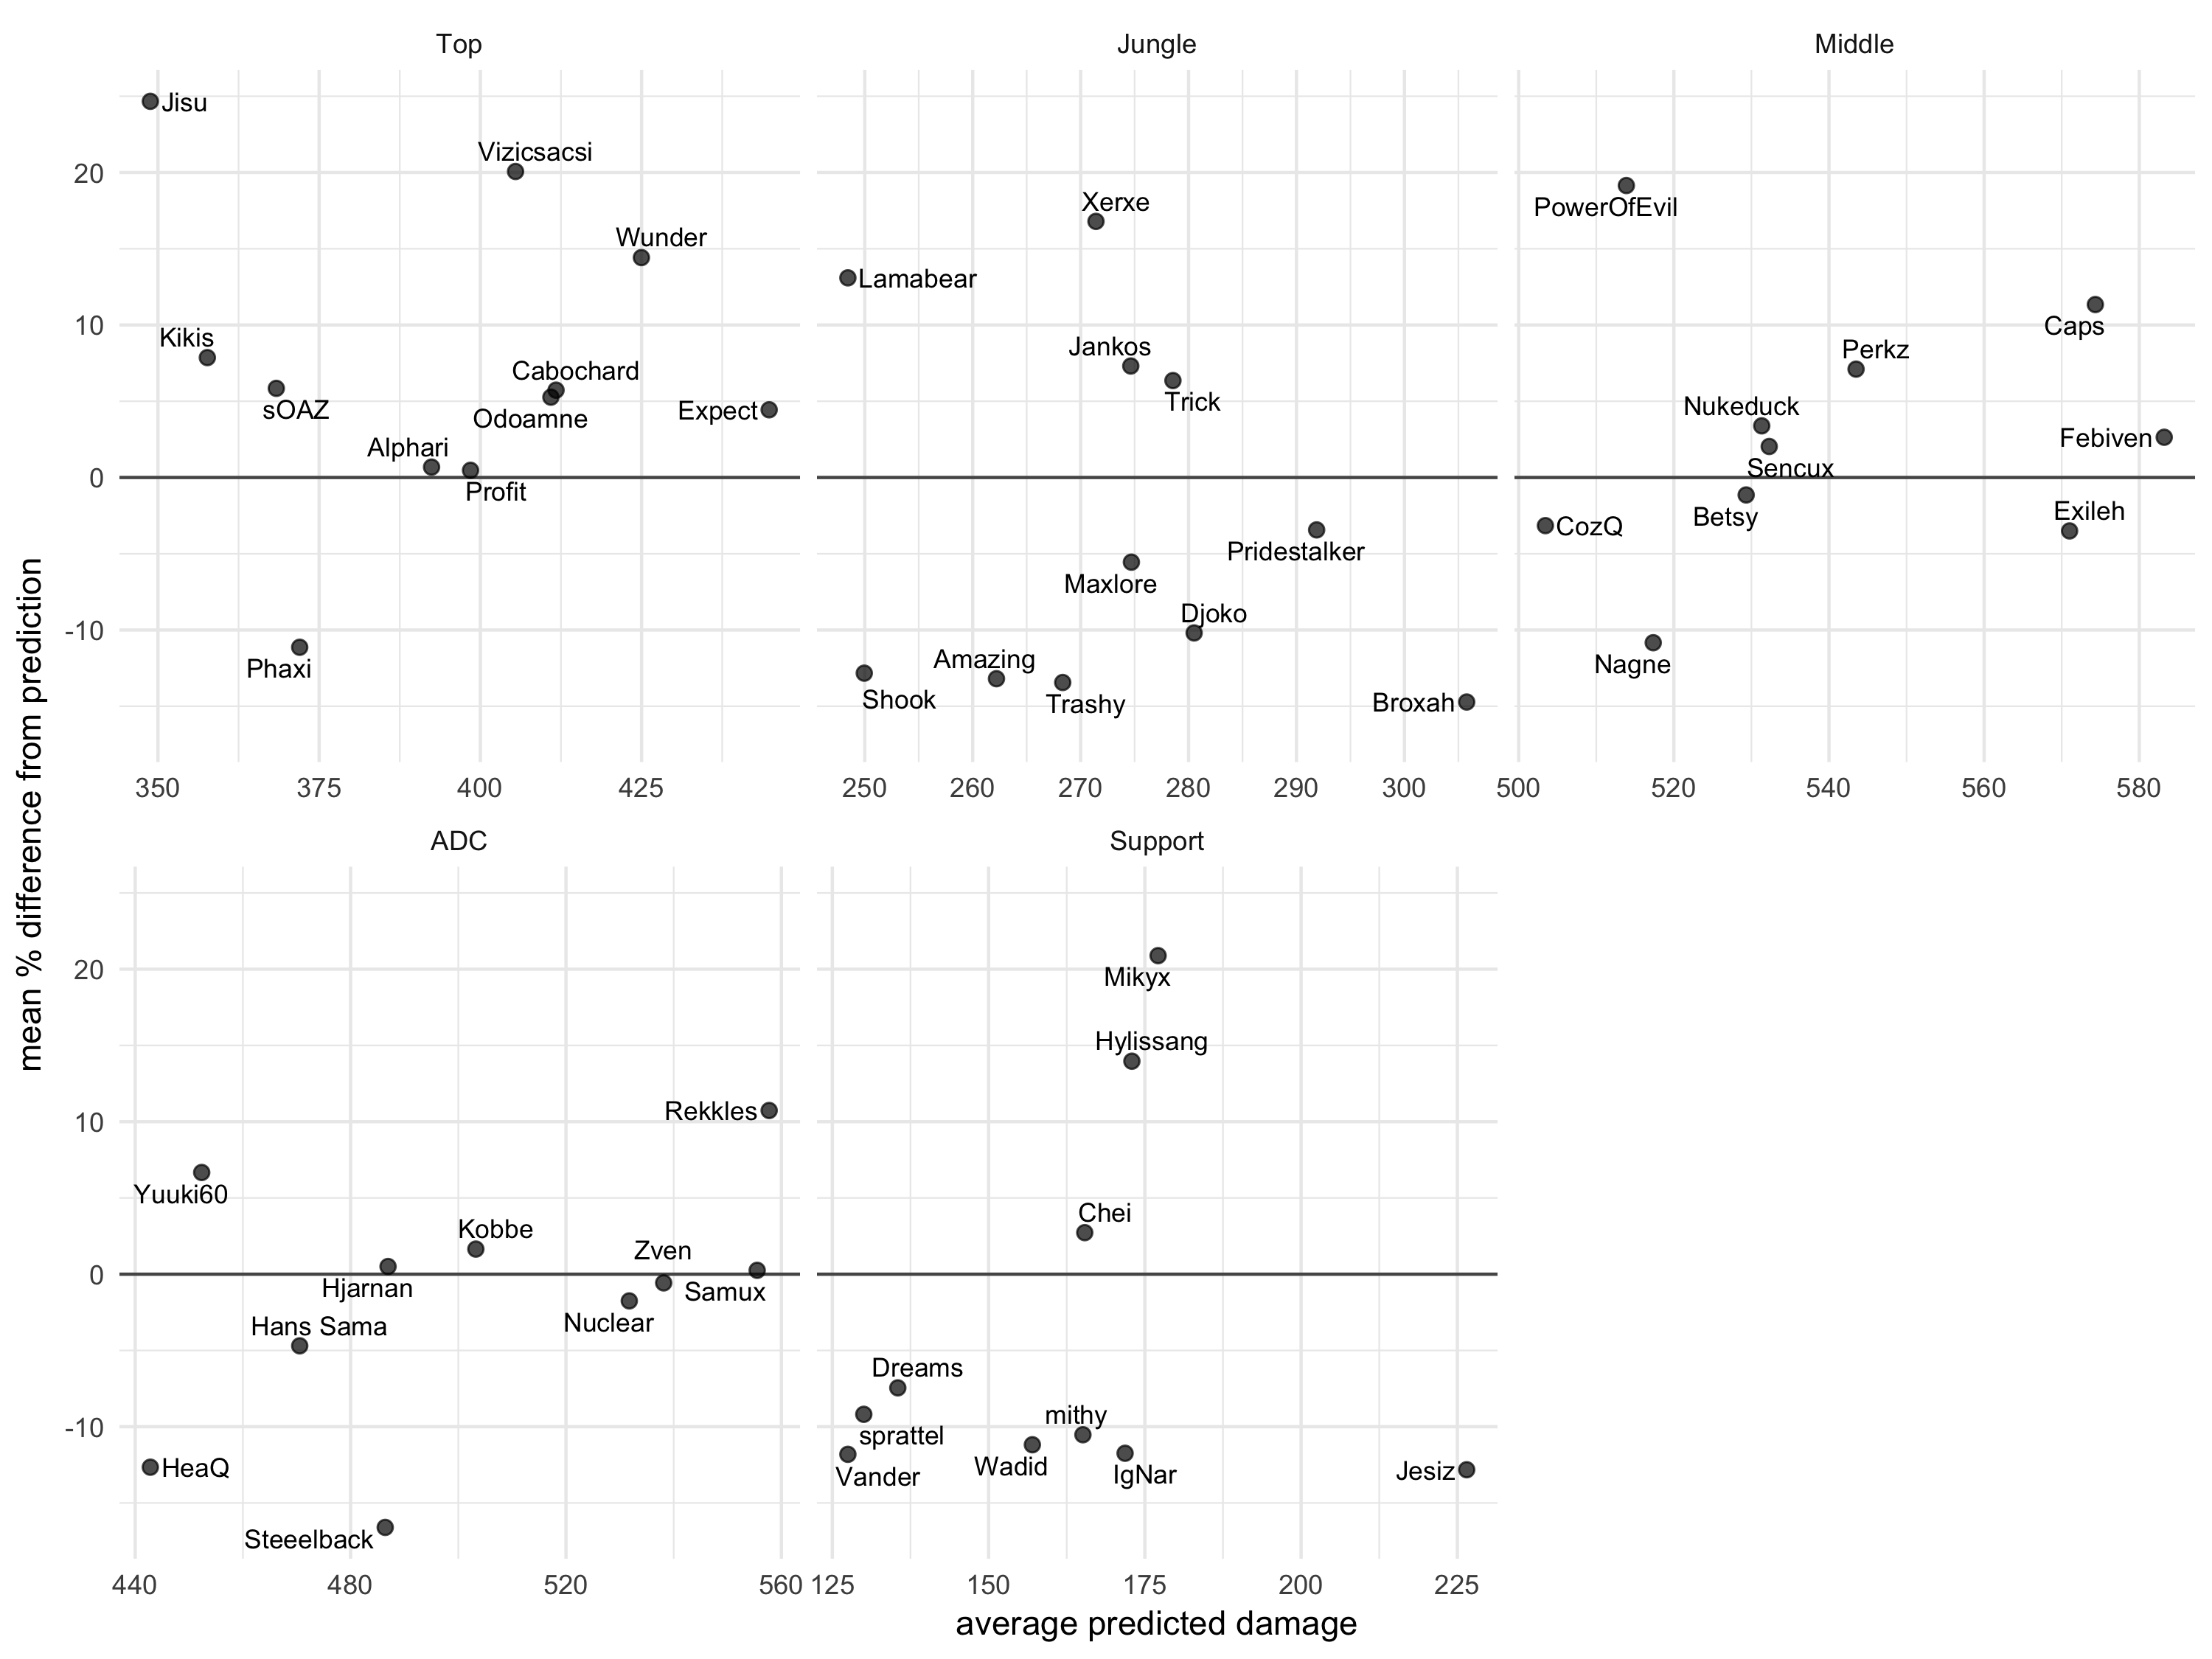 Top
Jungle
Middle
Jisu
Vizicsacsi
Wunder
Kikis
sOAZ
Cabochard
Odoamne
Expect
Alphari
Profit
Phaxi
Xerxe
Lamabear
Jankos
Trick
Pridestalker
Maxlore
Djoko
Amazing
Shook
Trashy
Broxah
PowerOfEvil
Caps
Perkz
Nukeduck
Febiven
Sencux
Betsy
CozQ
Exileh
Nagne
20
10
0
-10
350 375 400 425
250 260 270 280 290 300
500 520 540 560 580
mean % difference from prediction
ADC
Support
Rekkles
Yuuki60
Kobbe
Hjarnan
Zven
Samux
Nuclear
Hans Sama
HeaQ
Steeelback
Mikyx
Hylissang
Chei
Dreams
sprattel
Vander
mithy
Wadid
IgNar
Jesiz
20
10
0
-10
440 480 520 560
125 150 175 200 225
average predicted damage